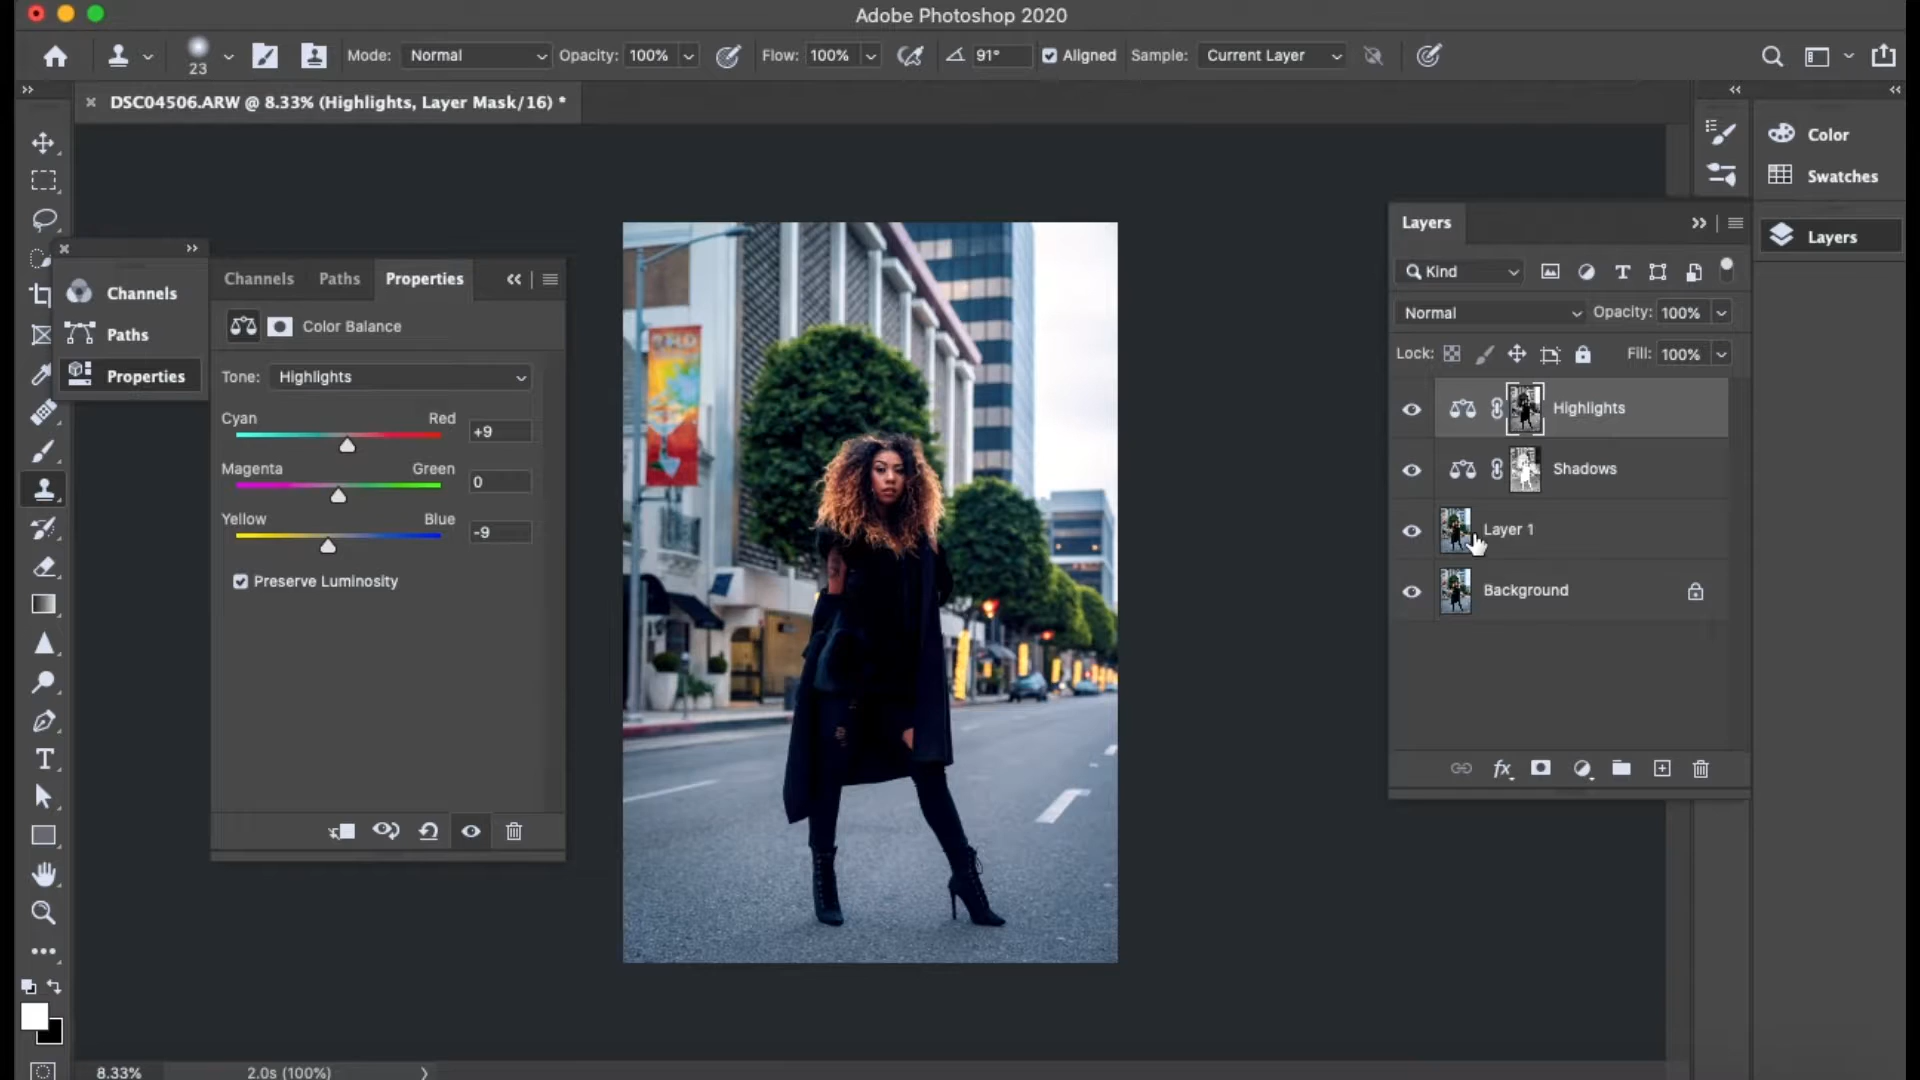 Adobe Photoshop 2020
23
Mode: Normal Opacity: 100% Flow: 100% 91° Aligned Sample: Current Layer
DSC04506.ARW @ 8.33% (Highlights, Layer Mask/16) *
Color
Swatches
Layers
Channels
Paths
Properties
Channels Paths Properties
Color Balance
Tone: Highlights
Cyan Red
+9
Magenta Green
0
Yellow Blue
-9
Preserve Luminosity
Layers
Kind
Normal Opacity: 100%
Lock: Fill: 100%
Highlights
Shadows
Layer 1
Background
8.33% 2.0s (100%)